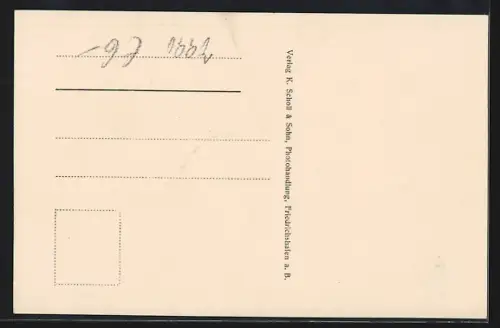 Verlag K. Scholl & Sohn, Photohandlung, Friedrichshafen a. B.